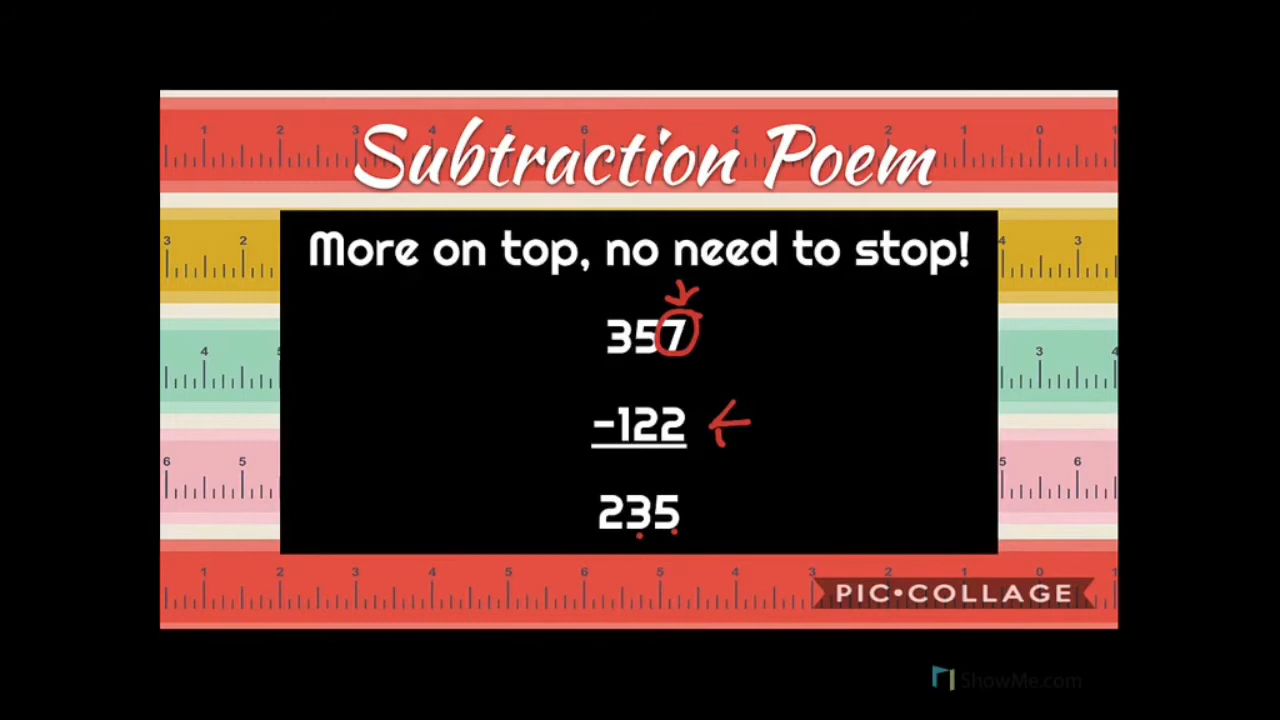 Subtraction Poem
More on top, no need to stop!
357
-122
235
PIC•COLLAGE
ShowMe.com